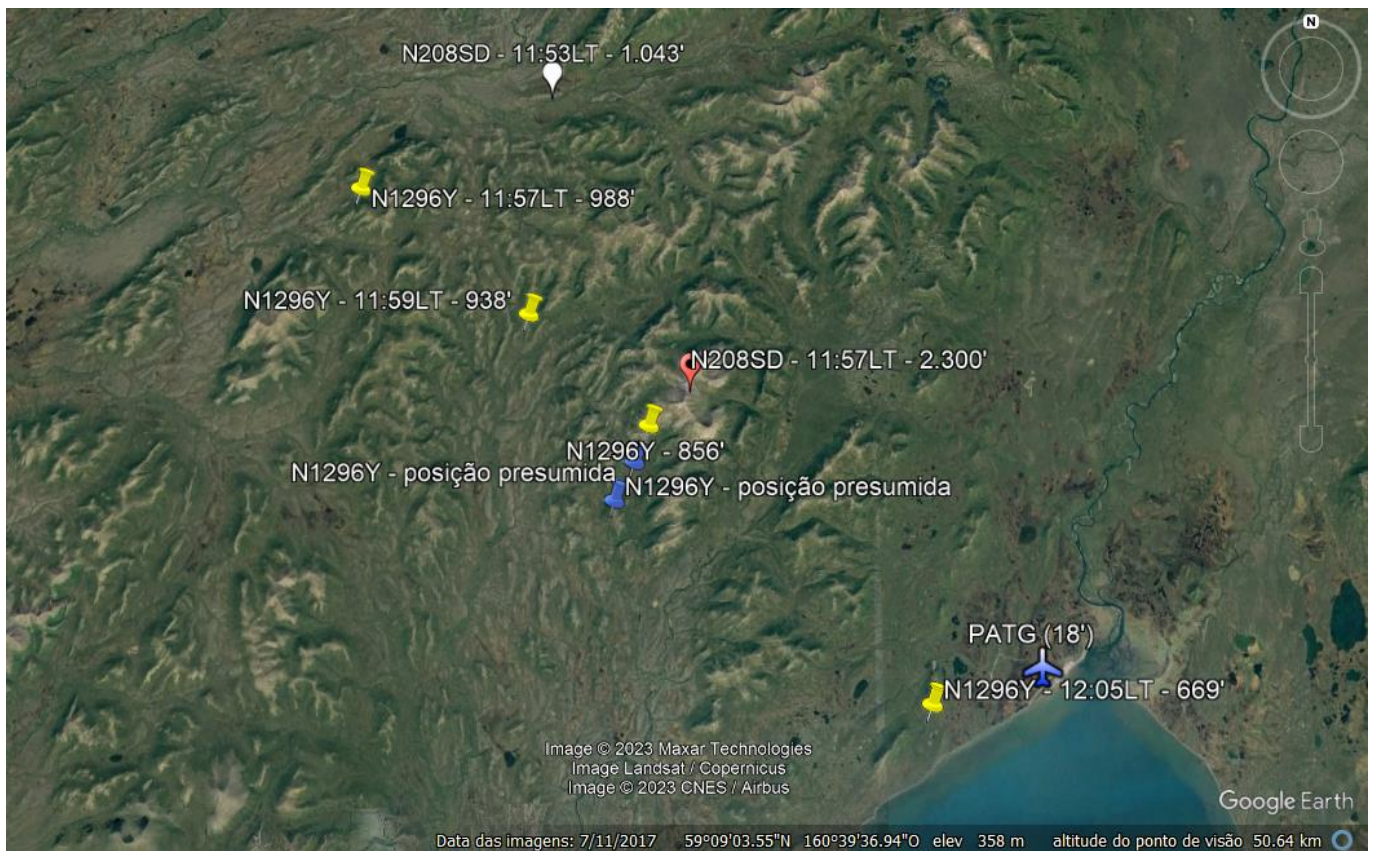 N
N208SD - 11:53LT - 1.043'
N1296Y - 11:57LT - 988'
N1296Y - 11:59LT - 938'
N208SD - 11:57LT - 2.300'
N1296Y - 856'
N1296Y - posição presumida
N1296Y - posição presumida
PATG (18')
N1296Y - 12:05LT - 669'
Image © 2023 Maxar Technologies
Image Landsat / Copernicus
Image © 2023 CNES / Airbus
Google Earth
Data das imagens: 7/11/2017 59°09'03.55"N 160°39'36.94"O elev 358 m altitude do ponto de visão 50.64 km